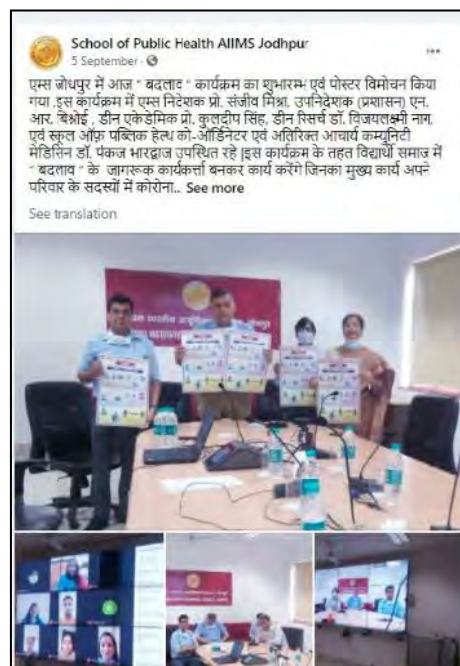 School of Public Health AIIMS Jodhpur
5 September
एम्स जोधपुर में आज " बदलाव " कार्यक्रम का शुभारम्भ एवं पोस्टर विमोचन किया
गया .इस कार्यक्रम में एम्स निदेशक प्रो. संजीव मिश्रा. उपनिदेशक (प्रशासन) एन.
आर. बिश्नोई , डीन एकेडेमिक प्रो. कुलदीप सिंह. डीन रिसर्च डॉ. विजयलक्ष्मी नाग.
एवं स्कूल ऑफ़ पब्लिक हेल्थ को-ऑर्डिनेटर एवं अतिरिक्त आचार्य कम्युनिटी
मेडिसिन डॉ. पंकज भारद्वाज उपस्थित रहे |इस कार्यक्रम के तहत विद्यार्थी समाज में
" बदलाव " के जागरूक कार्यकर्त्ता बनकर कार्य करेंगे जिनका मुख्य कार्य अपने
परिवार के सदस्यों में कोरोना.. See more
See translation